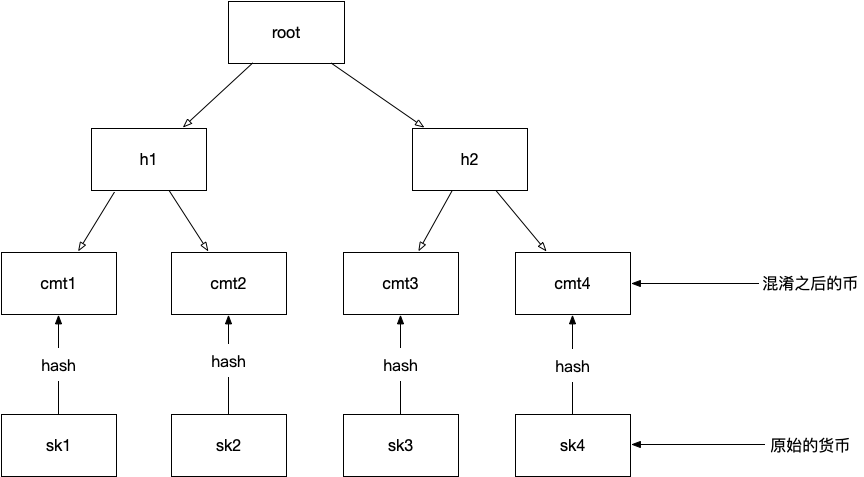 root
h1
h2
cmt1
cmt2
cmt3
cmt4
混淆之后的币
hash
hash
hash
hash
sk1
sk2
sk3
sk4
原始的货币